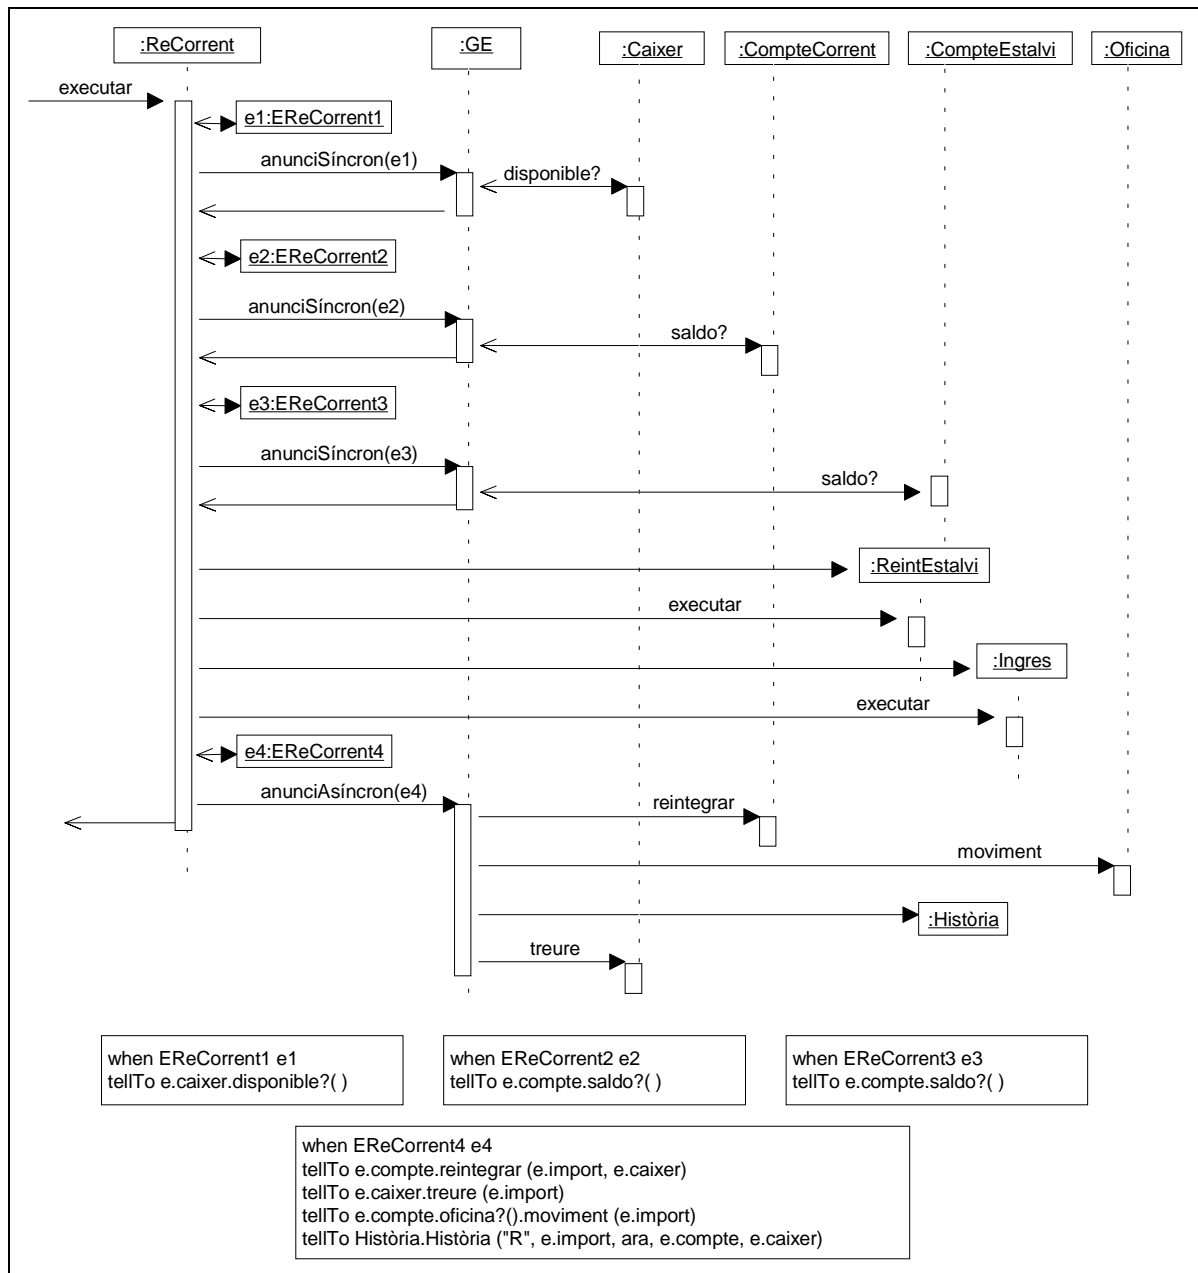 :ReCorrent
:GE
:Caixer
:CompteCorrent
:CompteEstalvi
:Oficina
executar
e1:EReCorrent1
anunciSíncron(e1)
disponible?
e2:EReCorrent2
anunciSíncron(e2)
saldo?
e3:EReCorrent3
anunciSíncron(e3)
saldo?
:ReintEstalvi
executar
:Ingres
executar
e4:EReCorrent4
anunciAsíncron(e4)
reintegrar
moviment
:Història
treure
when EReCorrent1 e1
tellTo e.caixer.disponible?( )
when EReCorrent2 e2
tellTo e.compte.saldo?( )
when EReCorrent3 e3
tellTo e.compte.saldo?( )
when EReCorrent4 e4
tellTo e.compte.reintegrar (e.import, e.caixer)
tellTo e.caixer.treure (e.import)
tellTo e.compte.oficina?().moviment (e.import)
tellTo Història.Història ("R", e.import, ara, e.compte, e.caixer)